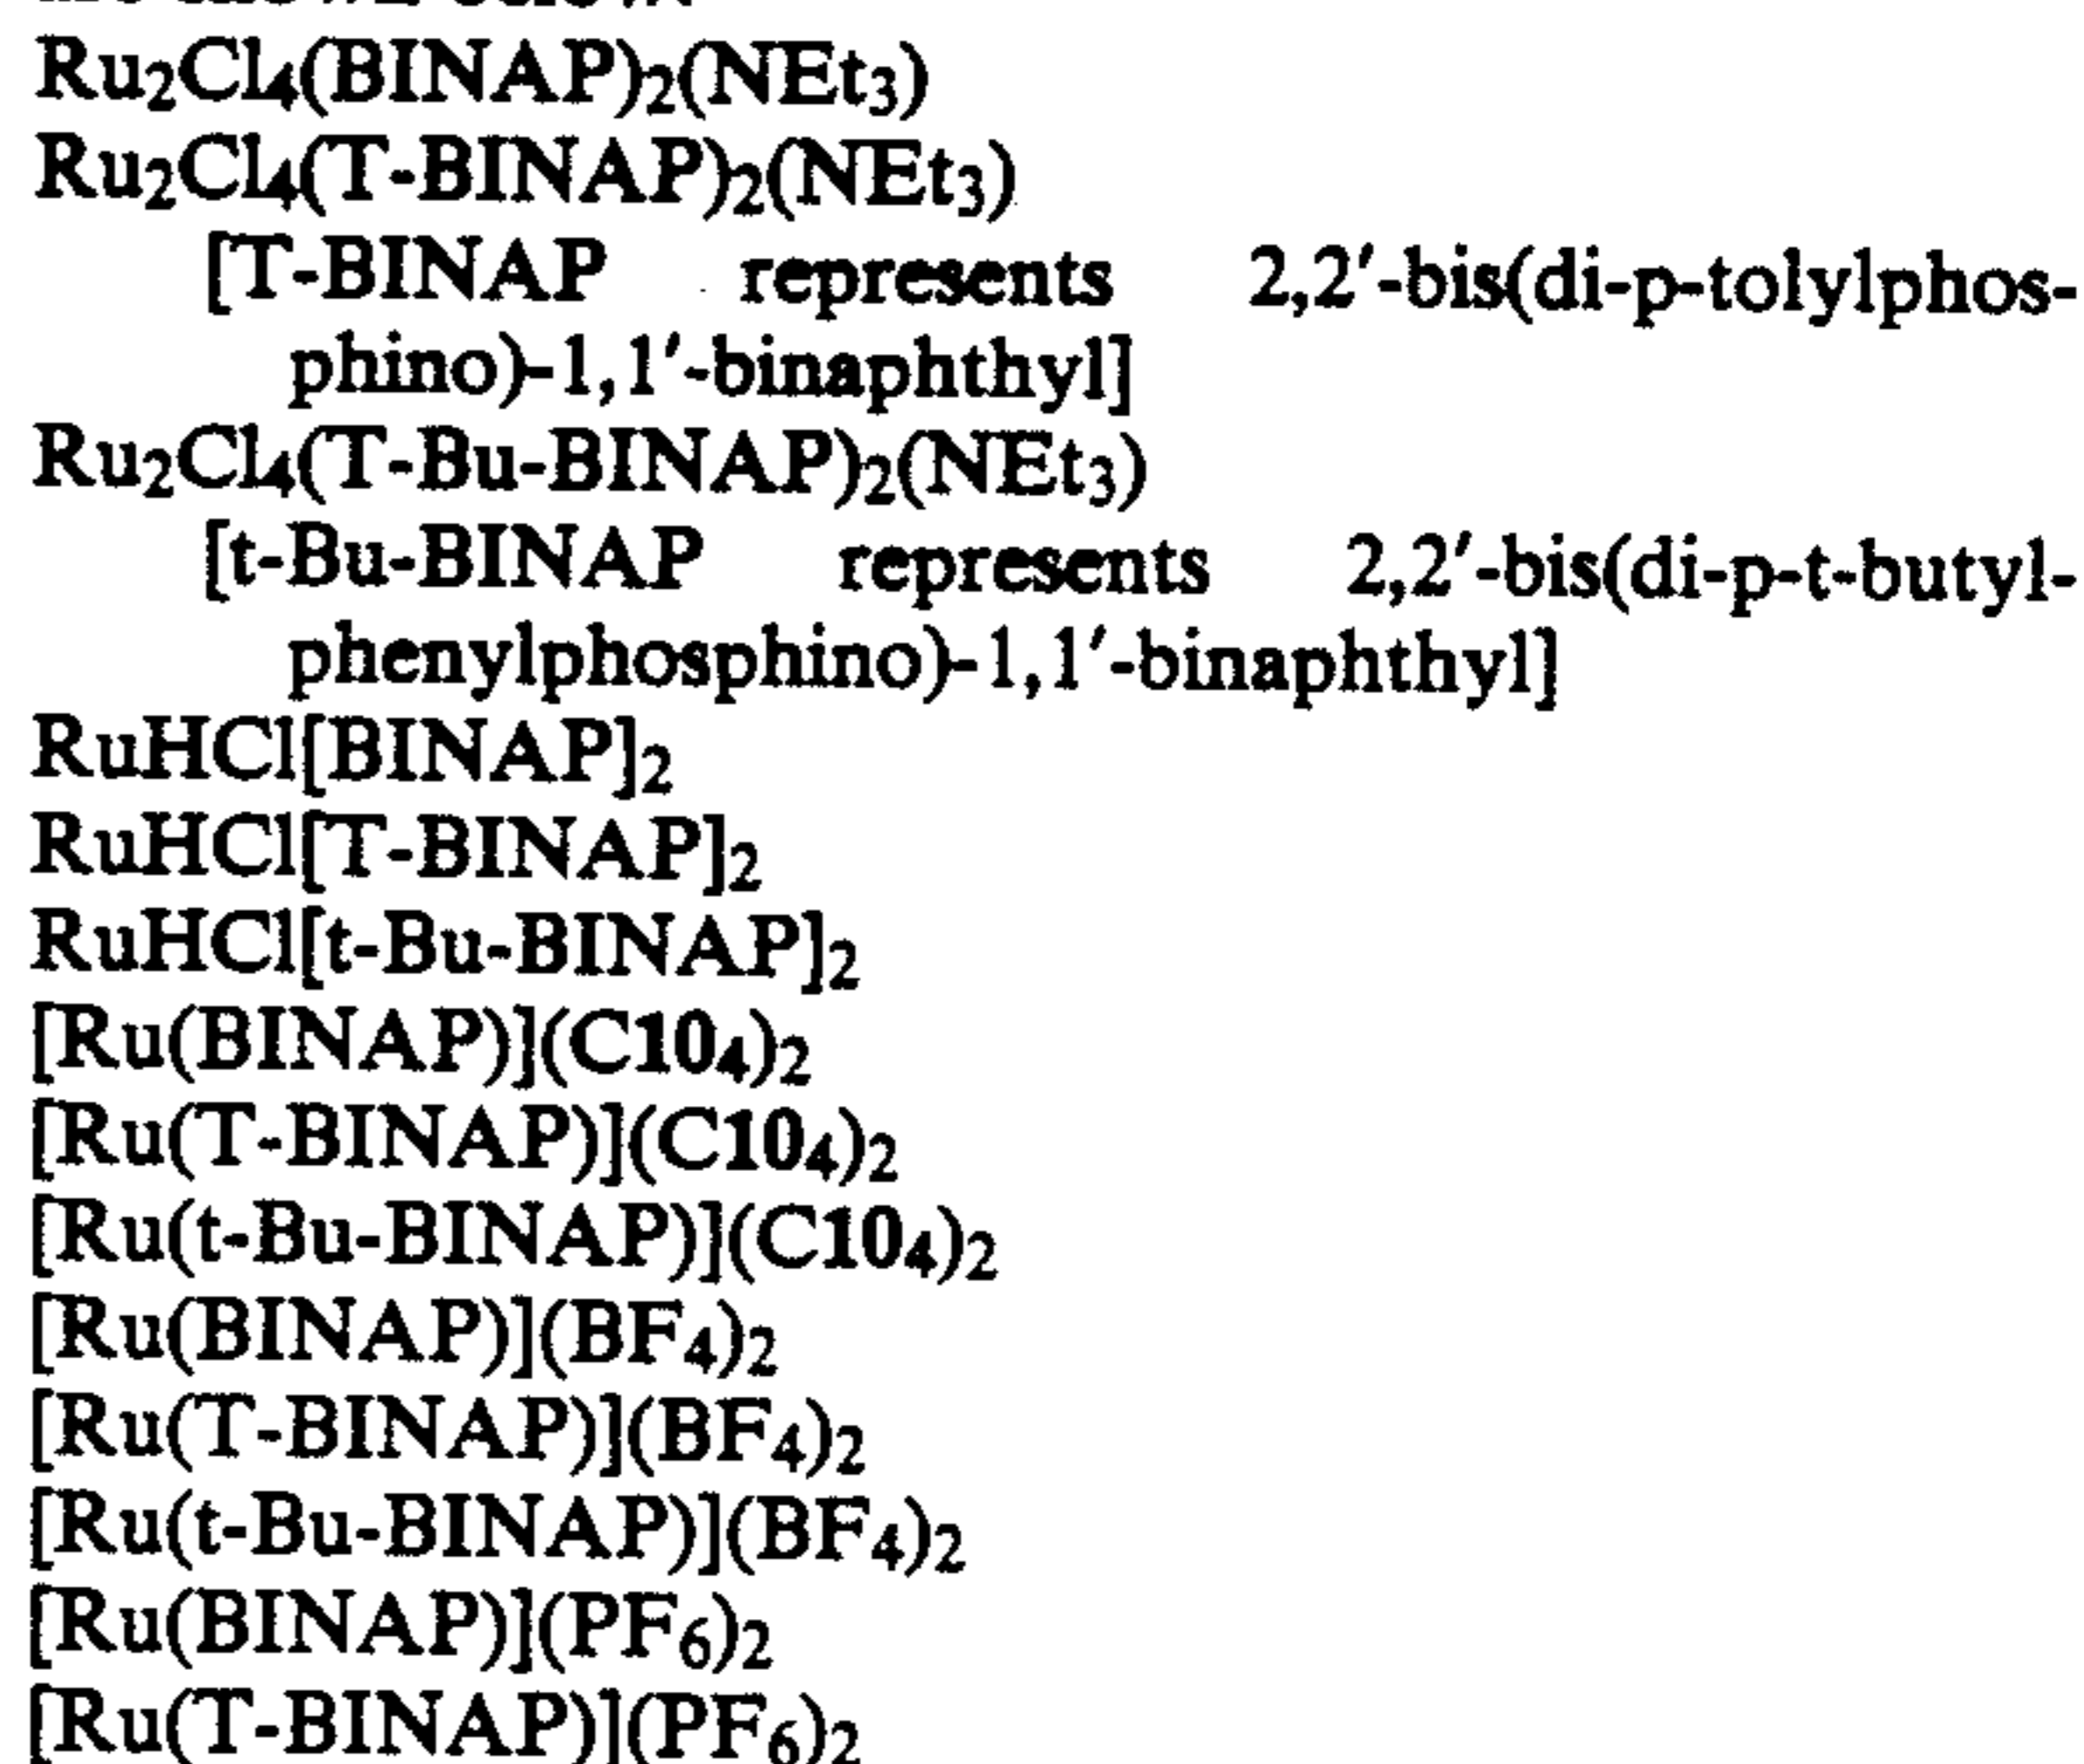 Ru₂Cl₄(BINAP)₂(NEt₃)
Ru₂Cl₄(T-BINAP)₂(NEt₃)
[T-BINAP represents 2,2′-bis(di-p-tolylphos-
phino)-1,1′-binaphthyl]
Ru₂Cl₄(T-Bu-BINAP)₂(NEt₃)
[t-Bu-BINAP represents 2,2′-bis(di-p-t-butyl-
phenylphosphino)-1,1′-binaphthyl]
RuHCl[BINAP]₂
RuHCl[T-BINAP]₂
RuHCl[t-Bu-BINAP]₂
[Ru(BINAP)](C10₄)₂
[Ru(T-BINAP)](C10₄)₂
[Ru(t-Bu-BINAP)](C10₄)₂
[Ru(BINAP)](BF₄)₂
[Ru(T-BINAP)](BF₄)₂
[Ru(t-Bu-BINAP)](BF₄)₂
[Ru(BINAP)](PF₆)₂
[Ru(T-BINAP)](PF₆)₂